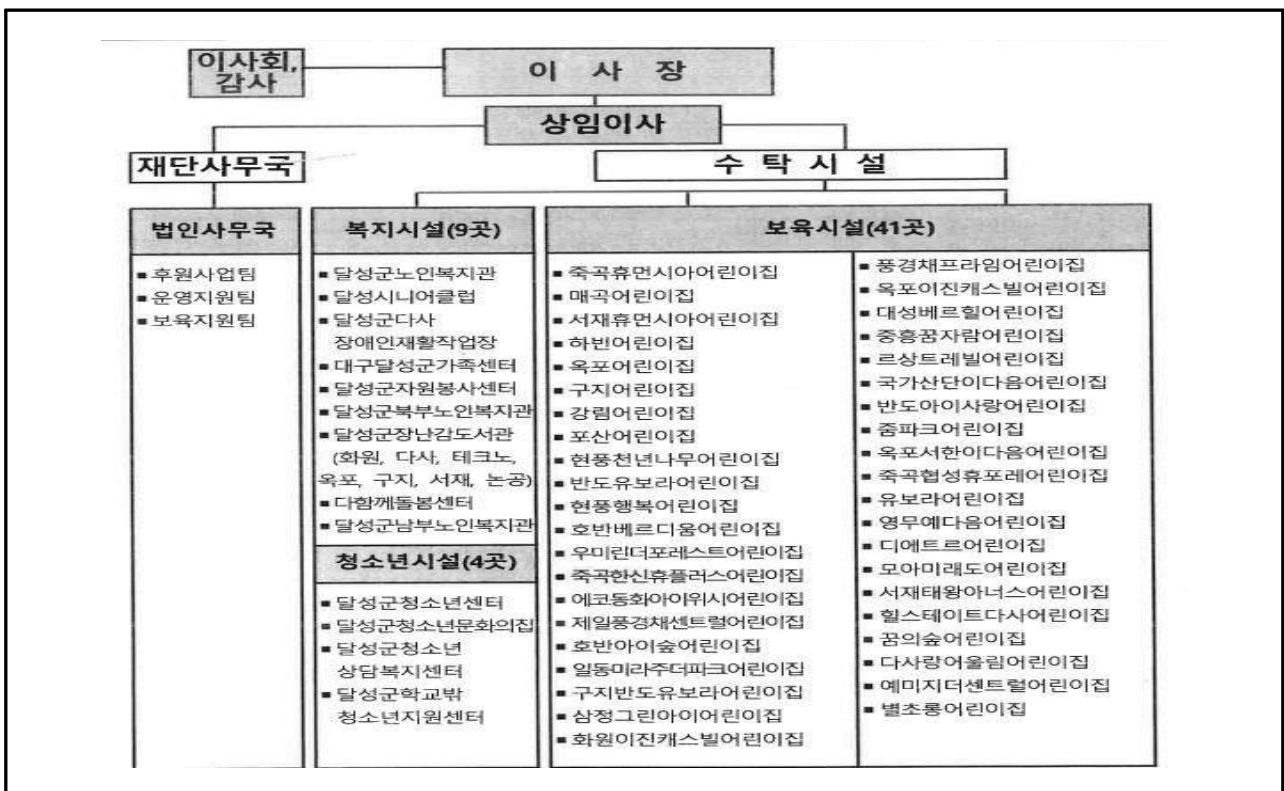 이사회,
감사
이 사 장
상임이사
재단사무국
수 탁 시 설
법인사무국
■ 후원사업팀
■ 운영지원팀
■ 보육지원팀
복지시설(9곳)
■ 달성군노인복지관
■ 달성시니어클럽
■ 달성군다사
장애인재활작업장
■ 대구달성군가족센터
■ 달성군자원봉사센터
■ 달성군북부노인복지관
■ 달성군장난감도서관
(화원, 다사, 테크노,
옥포, 구지, 서재, 논공)
■ 다함께돌봄센터
■ 달성군남부노인복지관
청소년시설(4곳)
■ 달성군청소년센터
■ 달성군청소년문화의집
■ 달성군청소년
상담복지센터
■ 달성군학교밖
청소년지원센터
보육시설(41곳)
■ 죽곡휴먼시아어린이집
■ 매곡어린이집
■ 서재휴먼시아어린이집
■ 하빈어린이집
■ 옥포어린이집
■ 구지어린이집
■ 강림어린이집
■ 포산어린이집
■ 현풍천년나무어린이집
■ 반도유보라어린이집
■ 현풍행복어린이집
■ 호반베르디움어린이집
■ 우미린더포레스트어린이집
■ 죽곡한신휴플러스어린이집
■ 에코동화아이위시어린이집
■ 제일풍경채센트럴어린이집
■ 호반아이숲어린이집
■ 일동미라주더파크어린이집
■ 구지반도유보라어린이집
■ 삼정그린아이어린이집
■ 화원이진캐스빌어린이집
■ 풍경채프라임어린이집
■ 옥포이진캐스빌어린이집
■ 대성베르힐어린이집
■ 중흥꿈자람어린이집
■ 르상트레빌어린이집
■ 국가산단이다음어린이집
■ 반도아이사랑어린이집
■ 줌파크어린이집
■ 옥포서한이다음어린이집
■ 죽곡협성휴포레어린이집
■ 유보라어린이집
■ 영무예다음어린이집
■ 디에트르어린이집
■ 모아미래도어린이집
■ 서재태왕아너스어린이집
■ 힐스테이트다사어린이집
■ 꿈의숲어린이집
■ 다사랑어울림어린이집
■ 예미지더센트럴어린이집
■ 별초롱어린이집